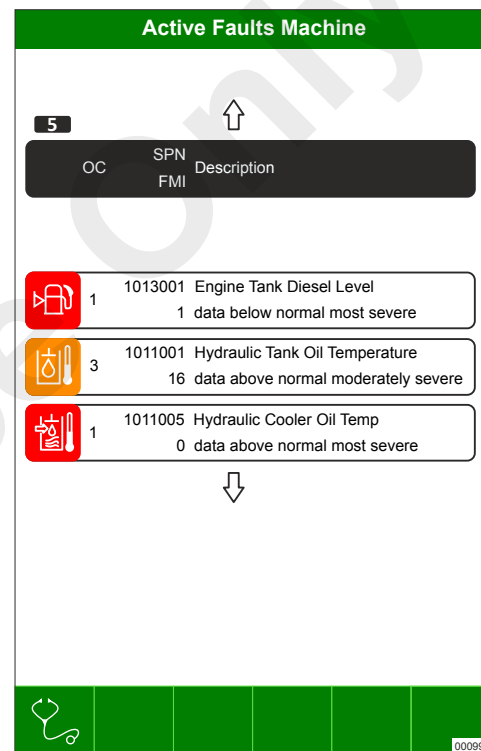 Active Faults Machine
5
OC SPN Description
FMI
1 1013001 Engine Tank Diesel Level
1 data below normal most severe
3 1011001 Hydraulic Tank Oil Temperature
16 data above normal moderately severe
1 1011005 Hydraulic Cooler Oil Temp
0 data above normal most severe